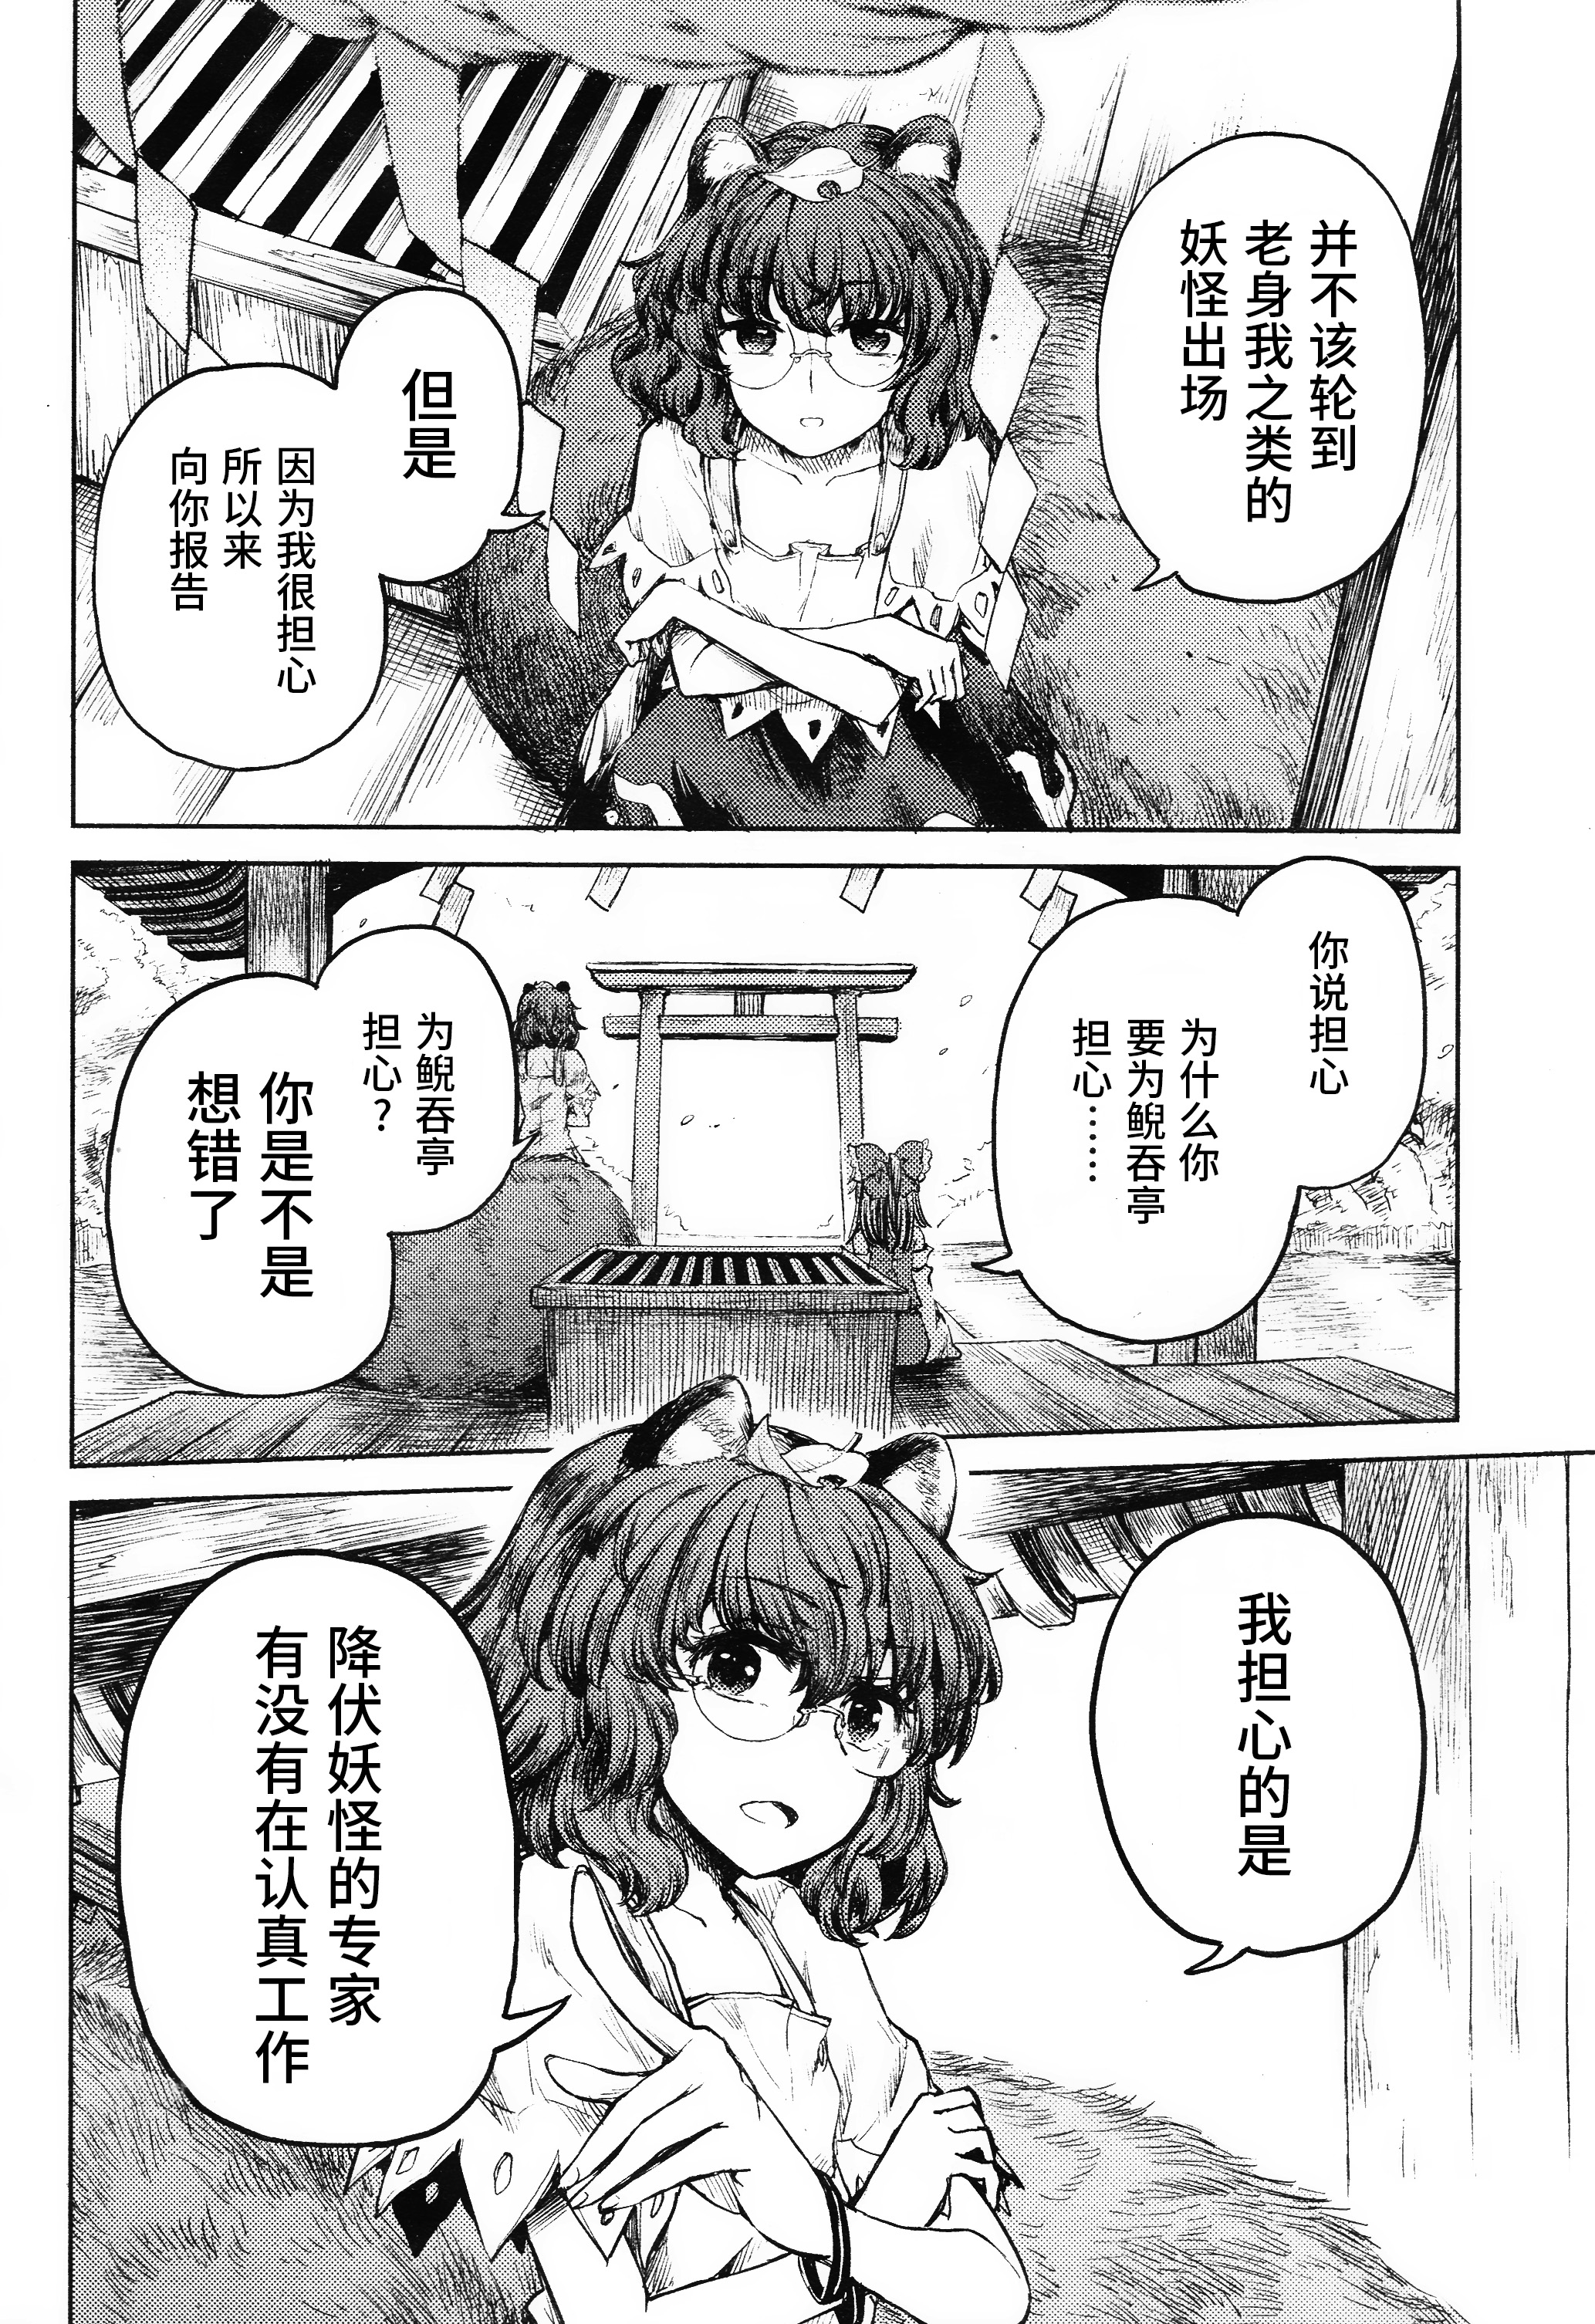 并不该轮到
老身我之类的
妖怪出场
但是
因为我很担心
所以来
向你报告
你说担心
为什么你
要为鲵吞亭
担心……
为鲵吞亭
担心?
你是不是
想错了
我担心的是
降伏妖怪的专家
有没有在认真工作